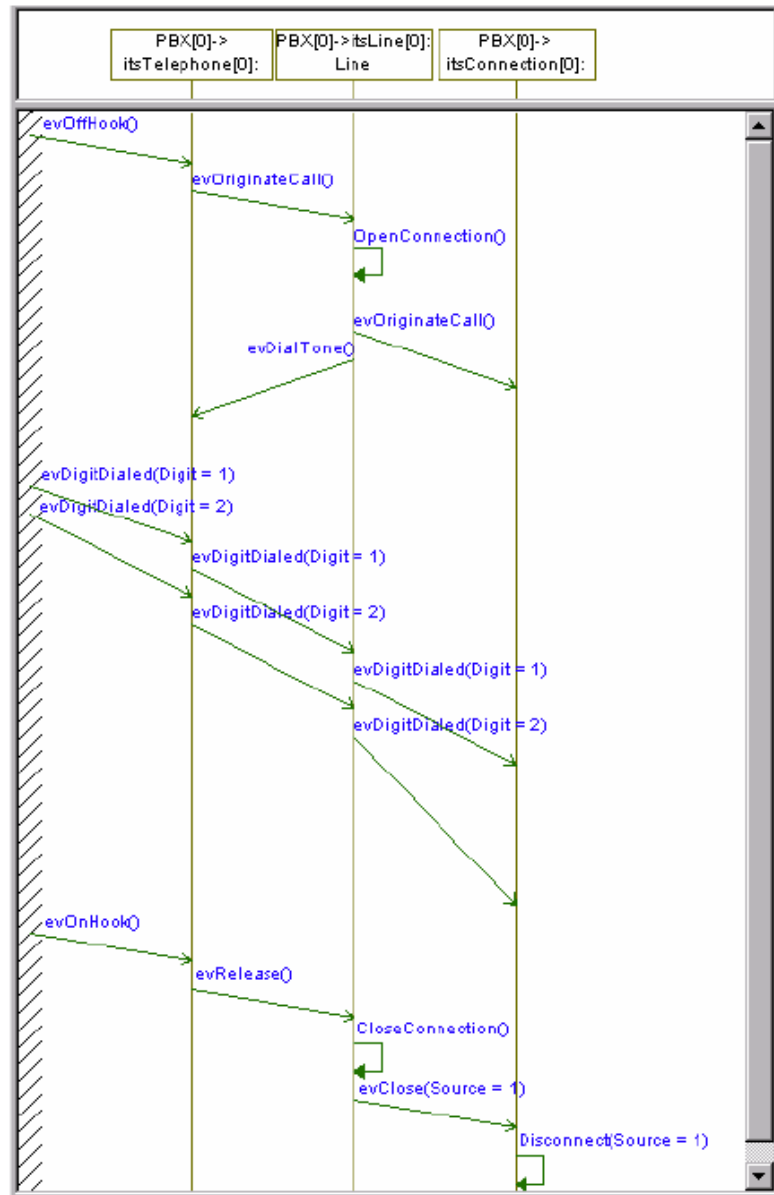 PBX[0]->
itsTelephone[0]:
PBX[0]->itsLine[0]:
Line
PBX[0]->
itsConnection[0]:
evOffHook()
evOriginateCall()
OpenConnection()
evOriginateCall()
evDialTone()
evDigitDialed(Digit = 1)
evDigitDialed(Digit = 2)
evDigitDialed(Digit = 1)
evDigitDialed(Digit = 2)
evDigitDialed(Digit = 1)
evDigitDialed(Digit = 2)
evOnHook()
evRelease()
CloseConnection()
evClose(Source = 1)
Disconnect(Source = 1)